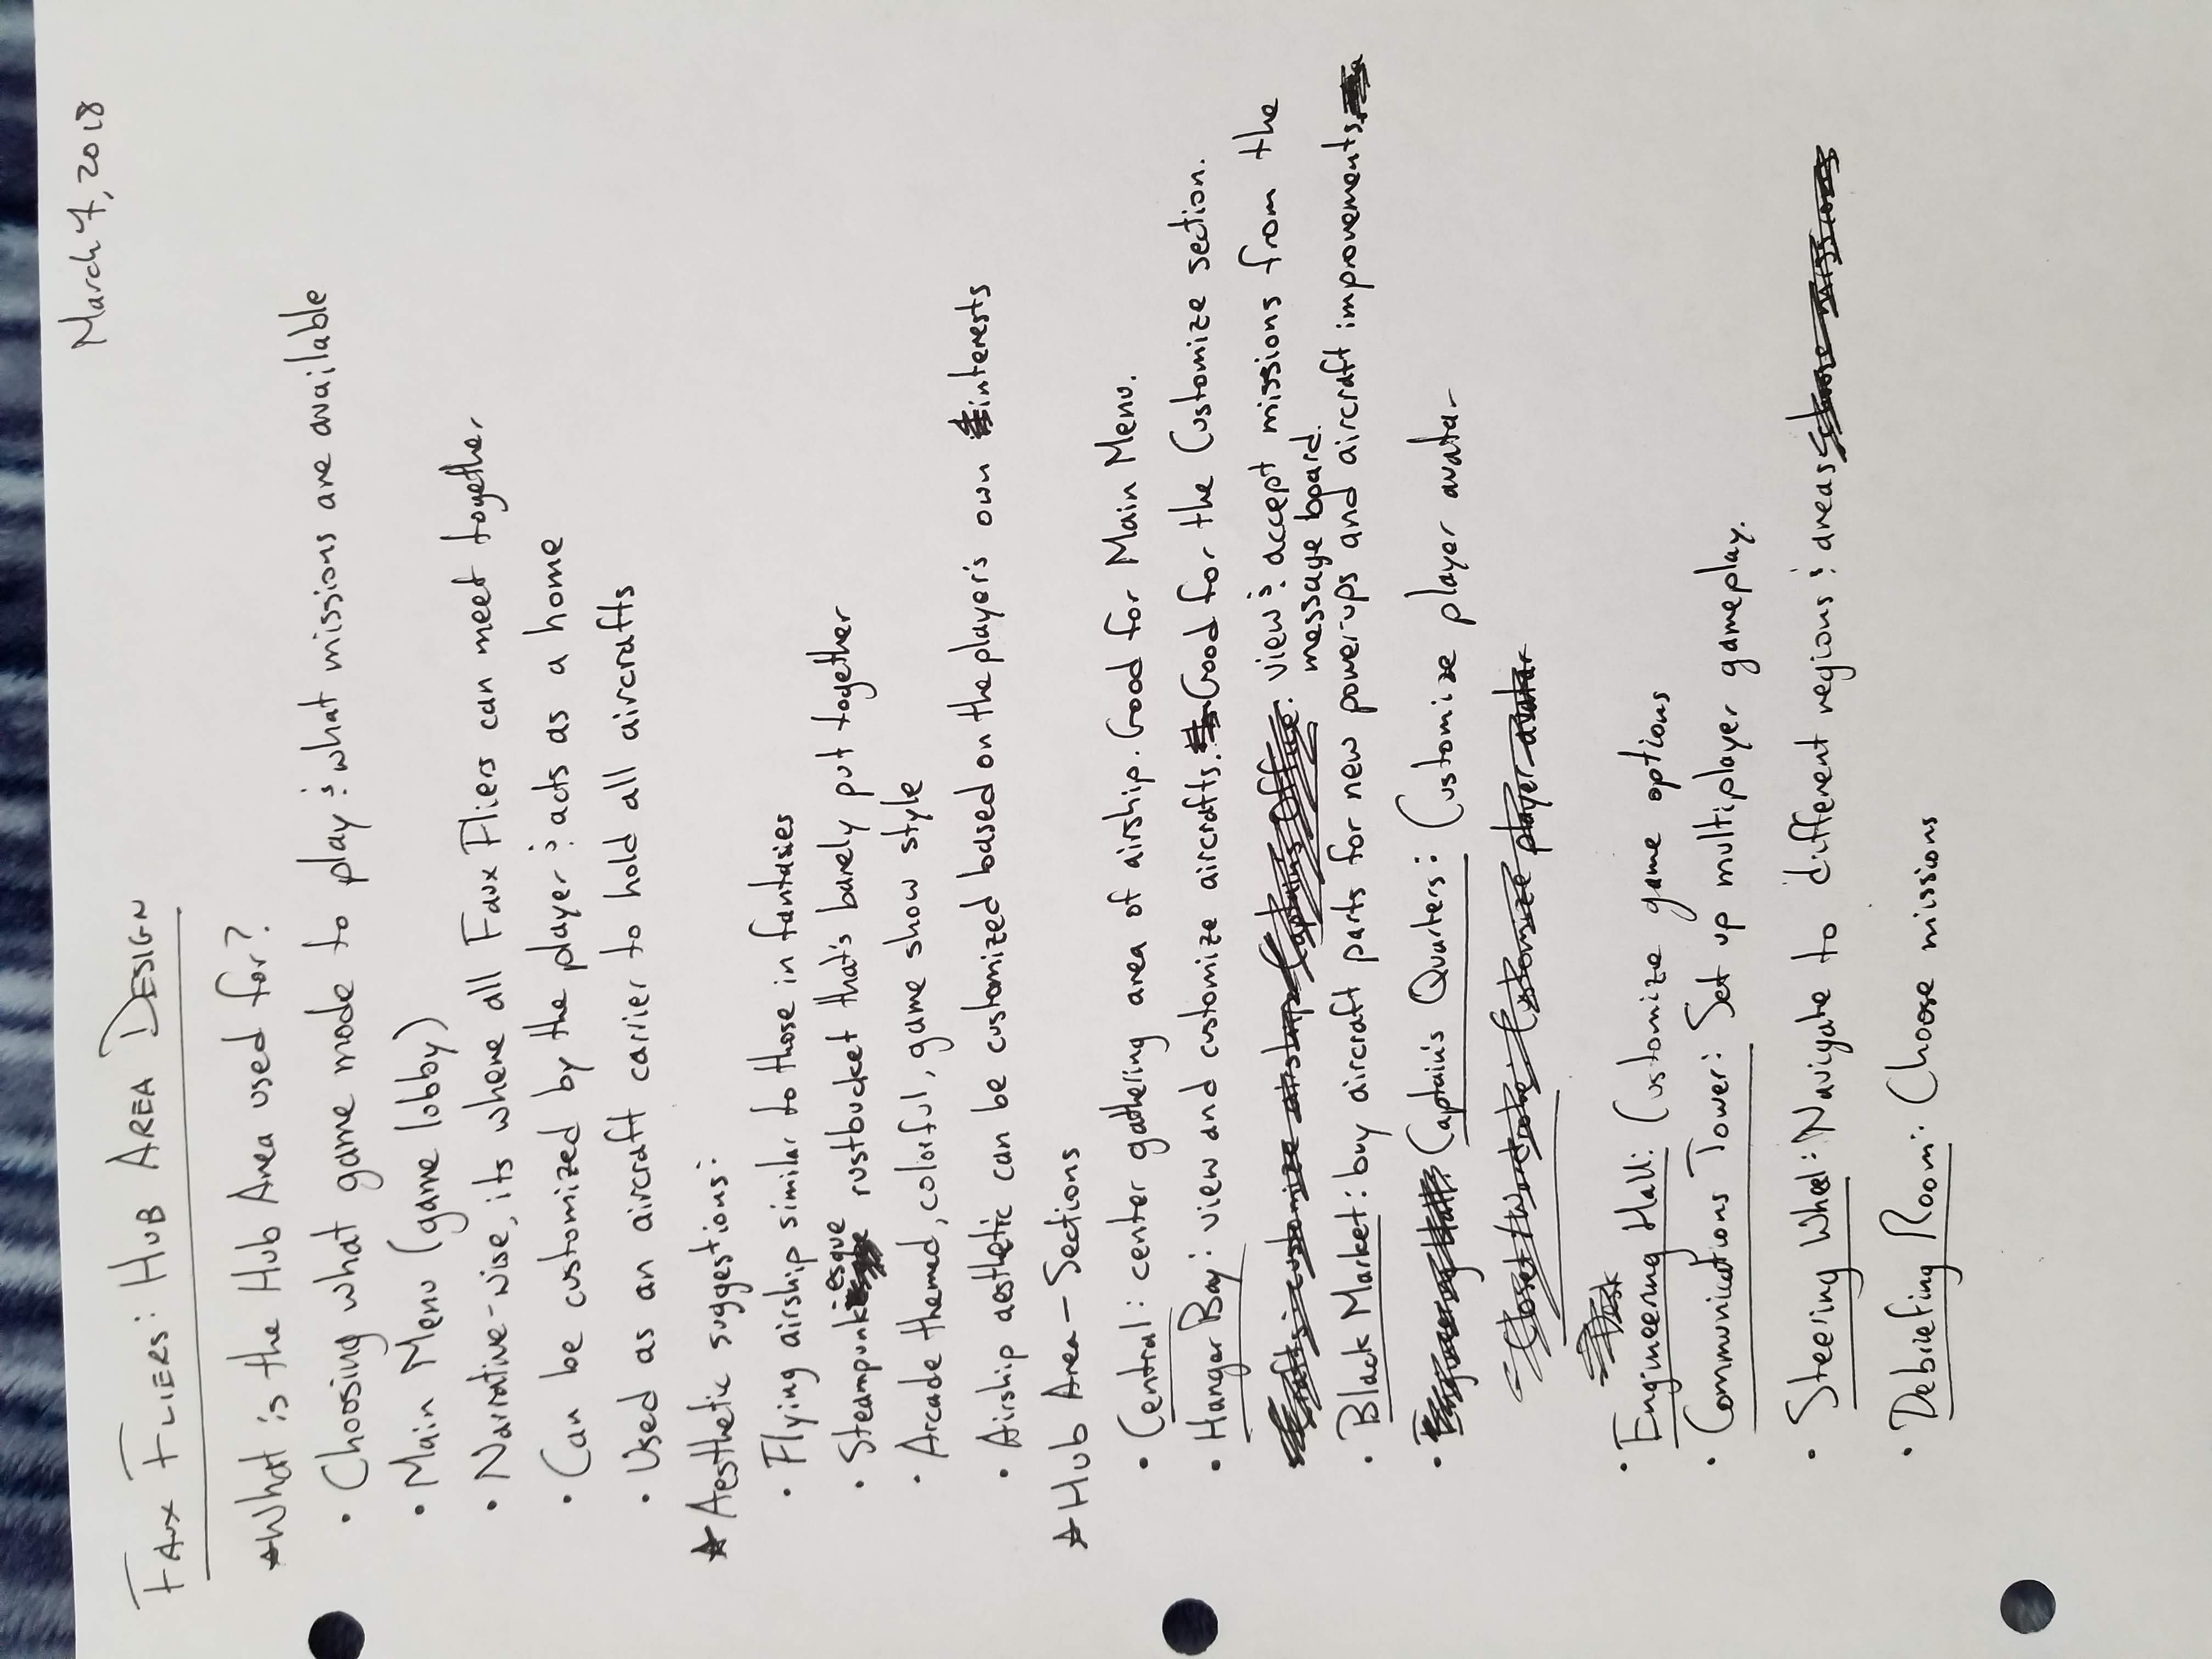 March 7, 2018
FAUX FLIERS: HUB AREA DESIGN
★What is the Hub Area used for?
• Choosing what game mode to play & what missions are available
• Main Menu (game lobby)
• Narrative-wise, its where all Faux Fliers can meet together
• Can be customized by the player & acts as a home
• Used as an aircraft carrier to hold all aircrafts
★Aesthetic suggestions:
• Flying airship similar to those in fantasies
• Steampunk-esque rustbucket that's barely put together
• Arcade themed, colorful, game show style
• Airship aesthetic can be customized based on the player's own interests
★Hub Area – Sections
• Central: center gathering area of airship. Good for Main Menu.
• Hanger Bay: view and customize aircrafts. Good for the Customize section.
Crafts: customize airship Captain's Office: view & accept missions from the
message board.
• Black Market: buy aircraft parts for new power-ups and aircraft improvements
• Engineering Hall: Captain's Quarters: Customize player avatar
- Closet/Wardrobe: Customize player avatar
Desk
• Engineering Hall: Customize game options
• Communications Tower: Set up multiplayer gameplay.
• Steering Wheel: Navigate to different regions & areas choose missions
• Debriefing Room: Choose missions